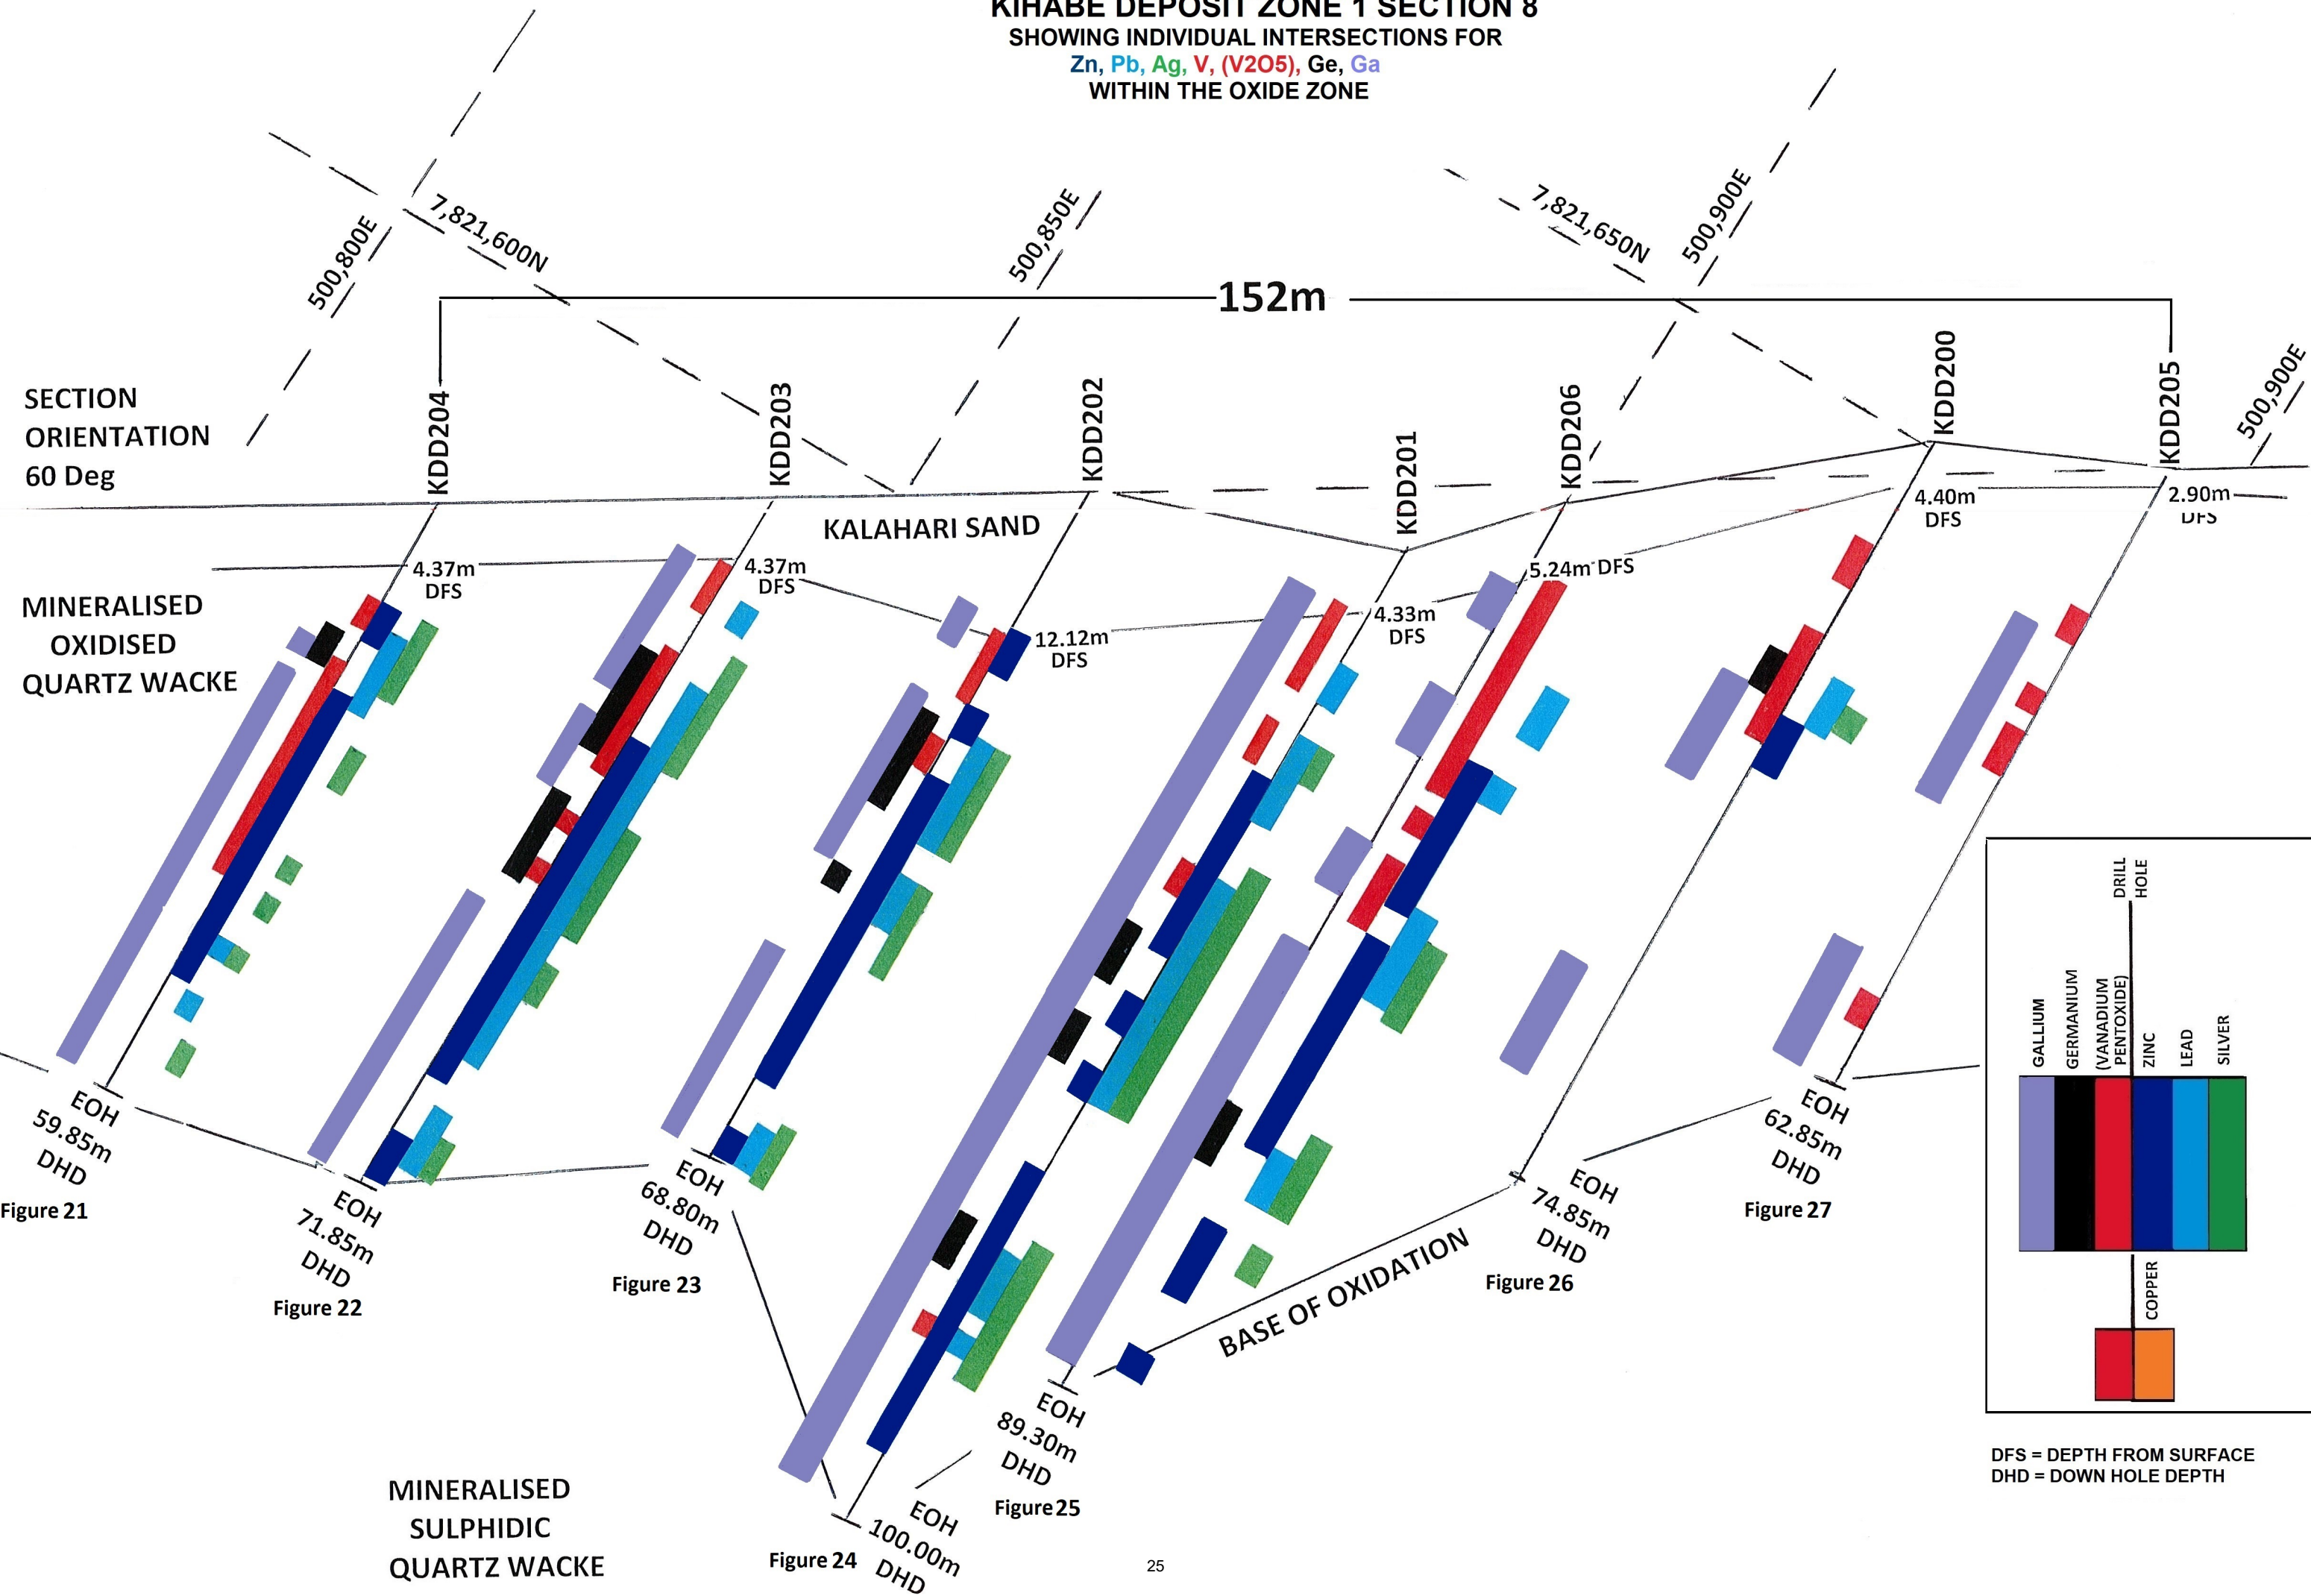 KIHABE DEPOSIT ZONE 1 SECTION 8
SHOWING INDIVIDUAL INTERSECTIONS FOR
Zn, Pb, Ag, V, (V2O5), Ge, Ga
WITHIN THE OXIDE ZONE
500,800E
7,821,600N
500,850E
7,821,650N
500,900E
152m
500,900E
SECTION
ORIENTATION
60 Deg
KDD204
KDD203
KDD202
KDD201
KDD206
KDD200
KDD205
KALAHARI SAND
4.37m
DFS
4.37m
DFS
12.12m
DFS
4.33m
DFS
5.24m DFS
4.40m
DFS
2.90m
DFS
MINERALISED
OXIDISED
QUARTZ WACKE
EOH
59.85m
DHD
Figure 21
EOH
71.85m
DHD
Figure 22
EOH
68.80m
DHD
Figure 23
EOH
100.00m
DHD
Figure 24
EOH
89.30m
DHD
Figure 25
EOH
74.85m
DHD
Figure 26
EOH
62.85m
DHD
Figure 27
BASE OF OXIDATION
MINERALISED
SULPHIDIC
QUARTZ WACKE
DRILL
HOLE
GALLIUM
GERMANIUM
(VANADIUM
PENTOXIDE)
ZINC
LEAD
SILVER
COPPER
DFS = DEPTH FROM SURFACE
DHD = DOWN HOLE DEPTH
25